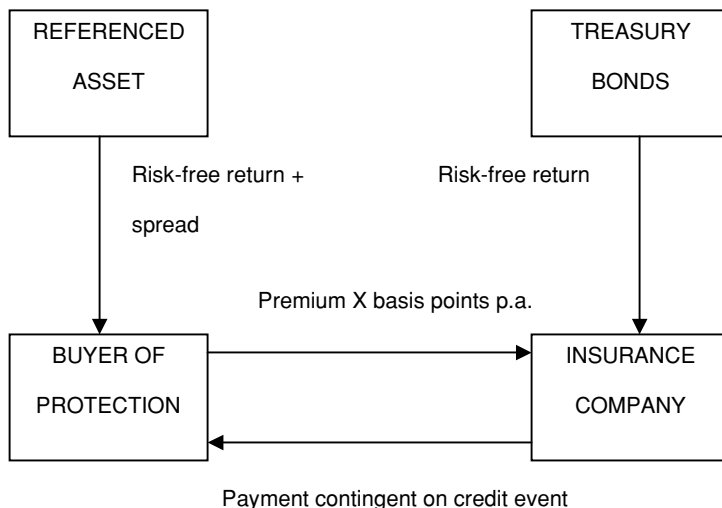 REFERENCED
ASSET
TREASURY
BONDS
Risk-free return +
spread
Risk-free return
Premium X basis points p.a.
BUYER OF
PROTECTION
INSURANCE
COMPANY
Payment contingent on credit event